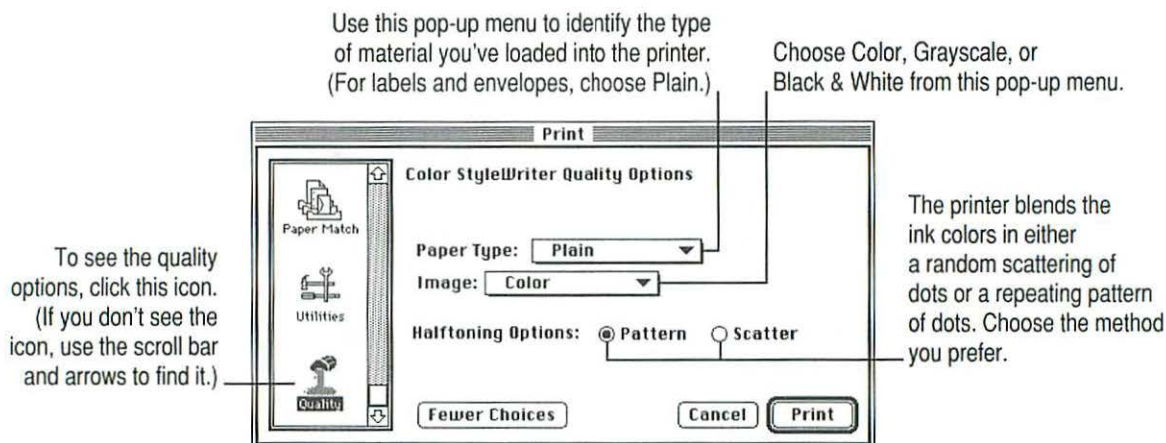 Use this pop-up menu to identify the type
of material you've loaded into the printer.
(For labels and envelopes, choose Plain.)
Choose Color, Grayscale, or
Black & White from this pop-up menu.
Print
Color StyleWriter Quality Options
Paper Match
Paper Type: Plain
Image: Color
Utilities
Halftoning Options: Pattern Scatter
Quality
Fewer Choices Cancel Print
To see the quality
options, click this icon.
(If you don't see the
icon, use the scroll bar
and arrows to find it.)
The printer blends the
ink colors in either
a random scattering of
dots or a repeating pattern
of dots. Choose the method
you prefer.